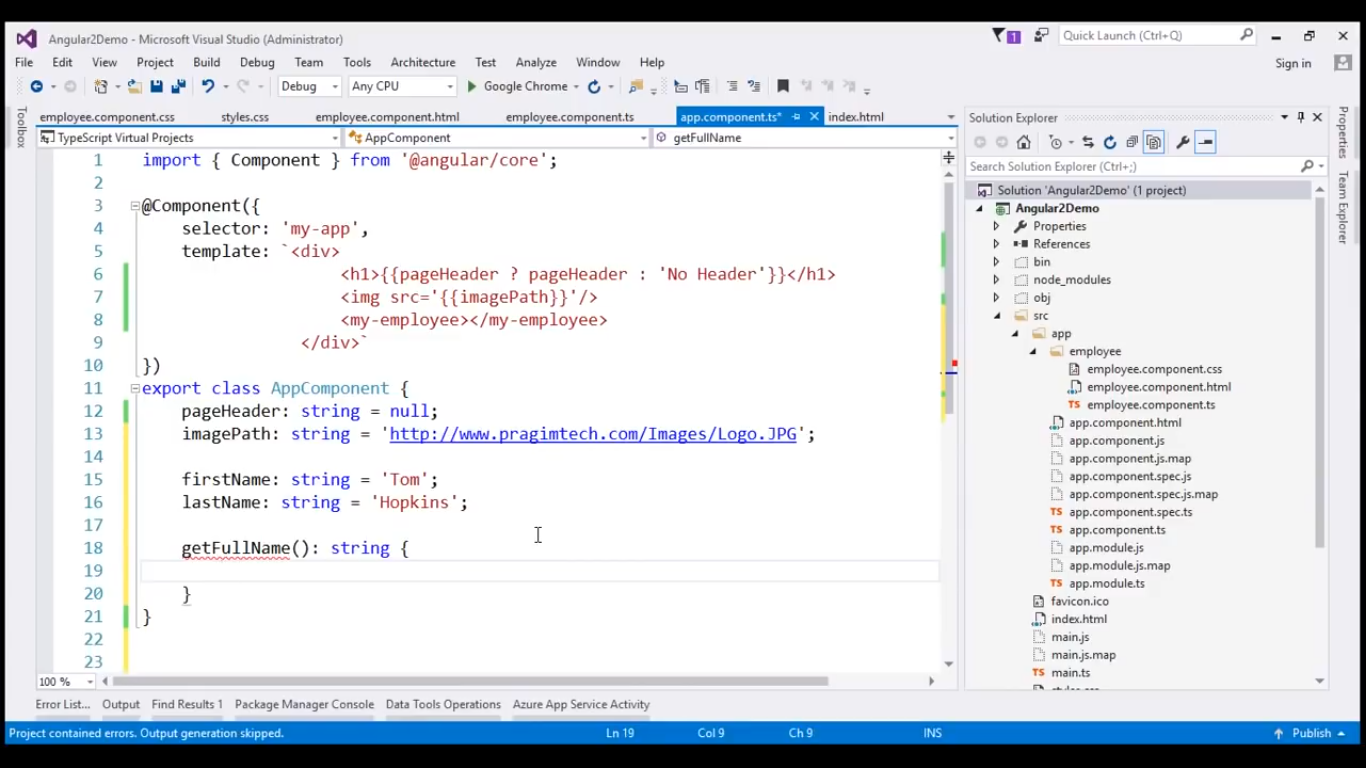 Angular2Demo - Microsoft Visual Studio (Administrator)
1
Quick Launch (Ctrl+Q)
File Edit View Project Build Debug Team Tools Architecture Test Analyze Window Help
Sign in
Debug Any CPU Google Chrome
Toolbox
employee.component.css styles.css employee.component.html employee.component.ts app.component.ts* index.html
TypeScript Virtual Projects AppComponent getFullName
1 import { Component } from '@angular/core';
2
3 @Component({
4 selector: 'my-app',
5 template: `<div>
6 <h1>{{pageHeader ? pageHeader : 'No Header'}}</h1>
7 <img src='{{imagePath}}'/>
8 <my-employee></my-employee>
9 </div>`
10 })
11 export class AppComponent {
12 pageHeader: string = null;
13 imagePath: string = 'http://www.pragimtech.com/Images/Logo.JPG';
14
15 firstName: string = 'Tom';
16 lastName: string = 'Hopkins';
17
18 getFullName(): string {
19
20 }
21 }
22
23
100 %
Solution Explorer
Search Solution Explorer (Ctrl+;)
Solution 'Angular2Demo' (1 project)
Angular2Demo
Properties
References
bin
node_modules
obj
src
app
employee
employee.component.css
employee.component.html
employee.component.ts
app.component.html
app.component.js
app.component.js.map
app.component.spec.js
app.component.spec.js.map
app.component.spec.ts
app.component.ts
app.module.js
app.module.js.map
app.module.ts
favicon.ico
index.html
main.js
main.js.map
main.ts
Properties
Team Explorer
Error List... Output Find Results 1 Package Manager Console Data Tools Operations Azure App Service Activity
Project contained errors. Output generation skipped. Ln 19 Col 9 Ch 9 INS Publish